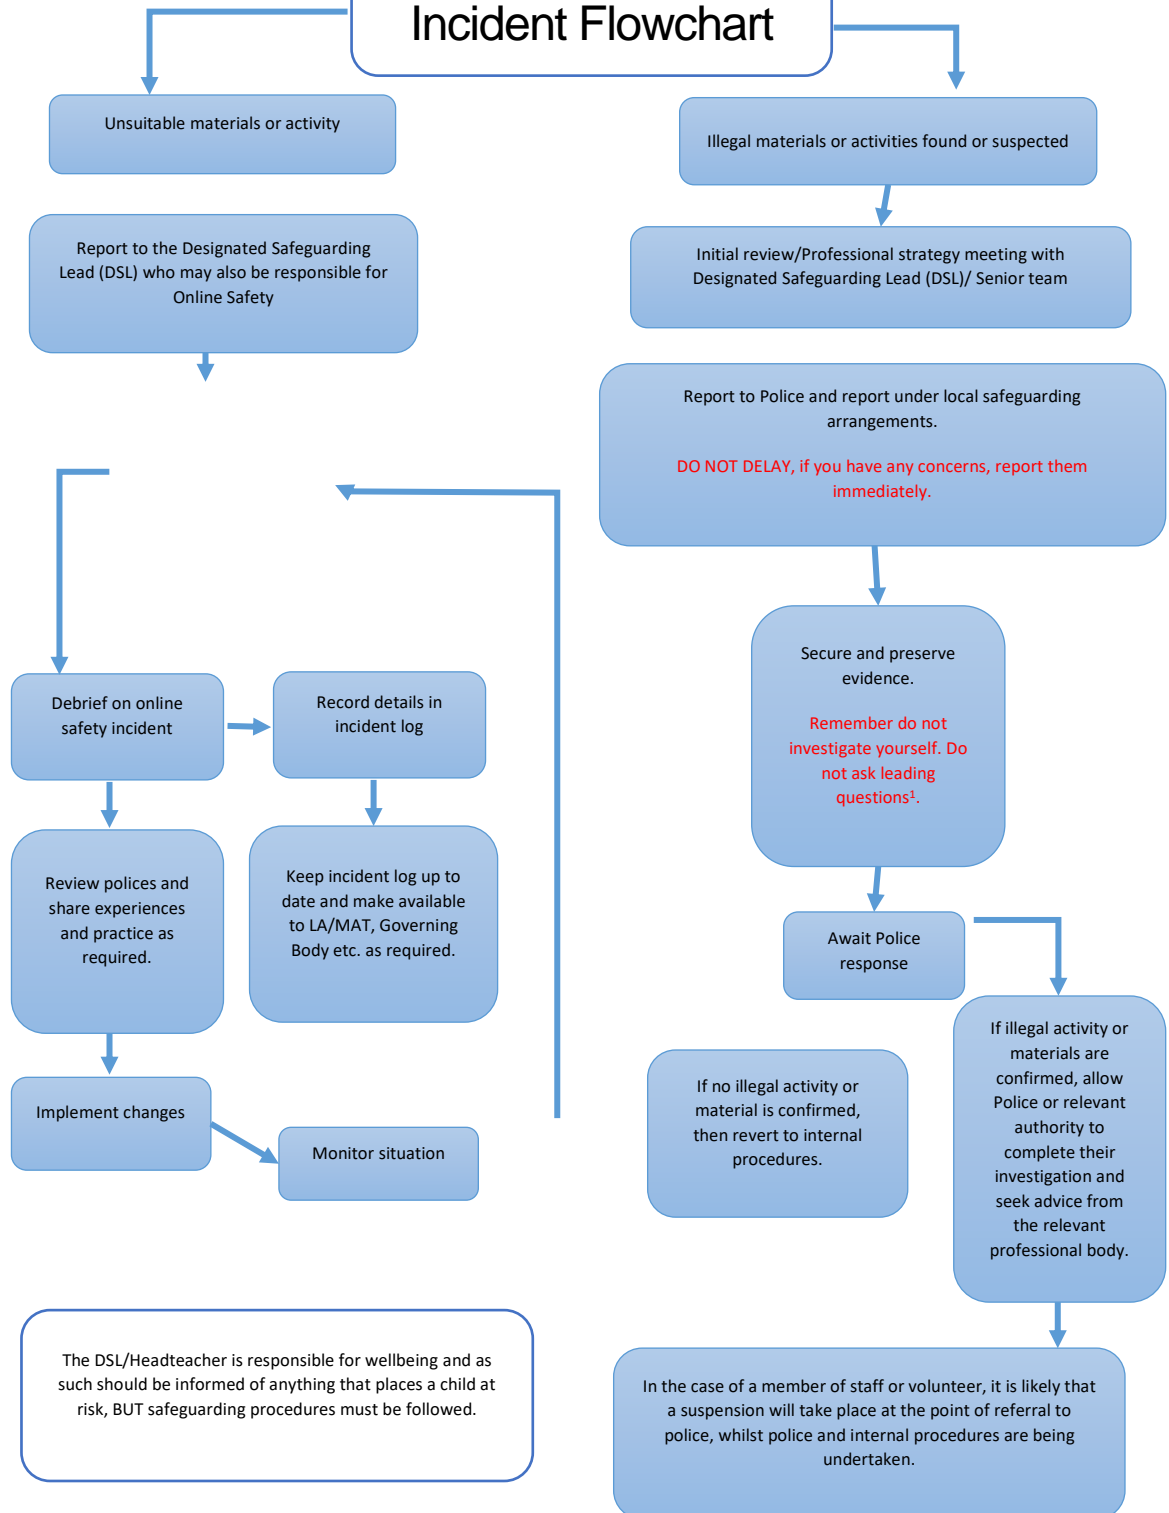 Incident Flowchart
Unsuitable materials or activity
Illegal materials or activities found or suspected
Report to the Designated Safeguarding
Lead (DSL) who may also be responsible for
Online Safety
Initial review/Professional strategy meeting with
Designated Safeguarding Lead (DSL)/ Senior team
Report to Police and report under local safeguarding
arrangements.
DO NOT DELAY, if you have any concerns, report them
immediately.
Secure and preserve
evidence.
Remember do not
investigate yourself. Do
not ask leading
questions¹.
Debrief on online
safety incident
Record details in
incident log
Review polices and
share experiences
and practice as
required.
Keep incident log up to
date and make available
to LA/MAT, Governing
Body etc. as required.
Await Police
response
If no illegal activity or
material is confirmed,
then revert to internal
procedures.
If illegal activity or
materials are
confirmed, allow
Police or relevant
authority to
complete their
investigation and
seek advice from
the relevant
professional body.
Implement changes
Monitor situation
The DSL/Headteacher is responsible for wellbeing and as
such should be informed of anything that places a child at
risk, BUT safeguarding procedures must be followed.
In the case of a member of staff or volunteer, it is likely that
a suspension will take place at the point of referral to
police, whilst police and internal procedures are being
undertaken.